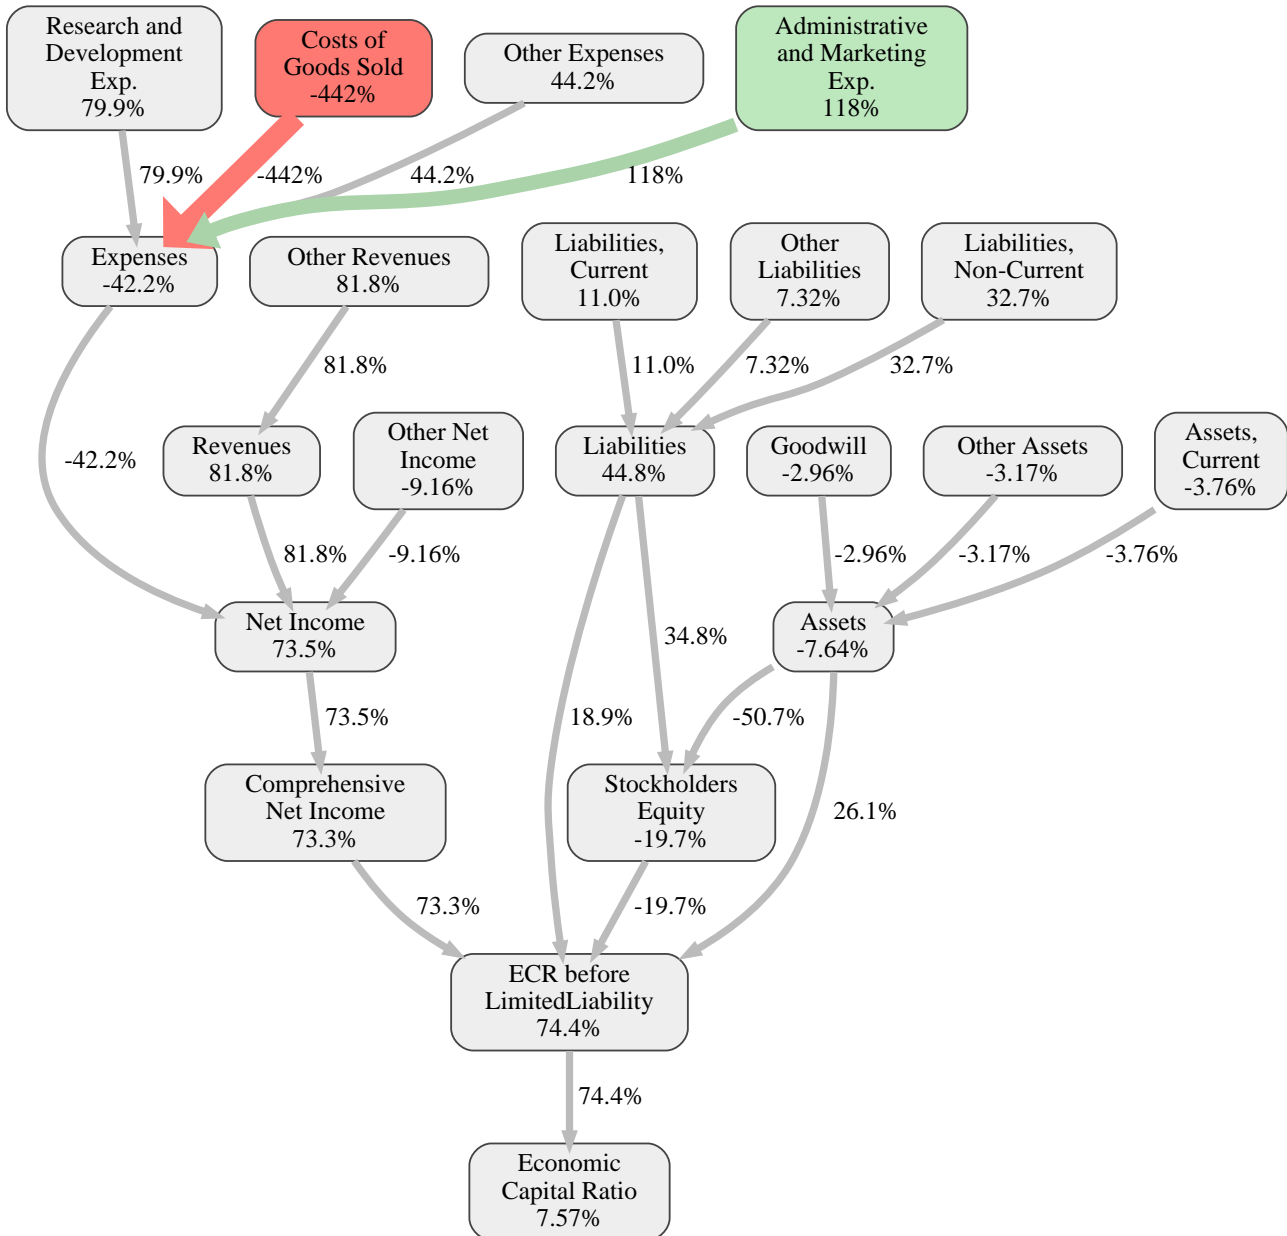 Research and
Development
Exp.
79.9%
Costs of
Goods Sold
-442%
Other Expenses
44.2%
Administrative
and Marketing
Exp.
118%
79.9%
-442%
44.2%
118%
Expenses
-42.2%
Other Revenues
81.8%
Liabilities,
Current
11.0%
Other
Liabilities
7.32%
Liabilities,
Non-Current
32.7%
81.8%
11.0%
7.32%
32.7%
-42.2%
Revenues
81.8%
Other Net
Income
-9.16%
Liabilities
44.8%
Goodwill
-2.96%
Other Assets
-3.17%
Assets,
Current
-3.76%
81.8%
-9.16%
-2.96%
-3.17%
-3.76%
Net Income
73.5%
34.8%
Assets
-7.64%
73.5%
18.9%
-50.7%
Comprehensive
Net Income
73.3%
Stockholders
Equity
-19.7%
26.1%
73.3%
-19.7%
ECR before
LimitedLiability
74.4%
74.4%
Economic
Capital Ratio
7.57%